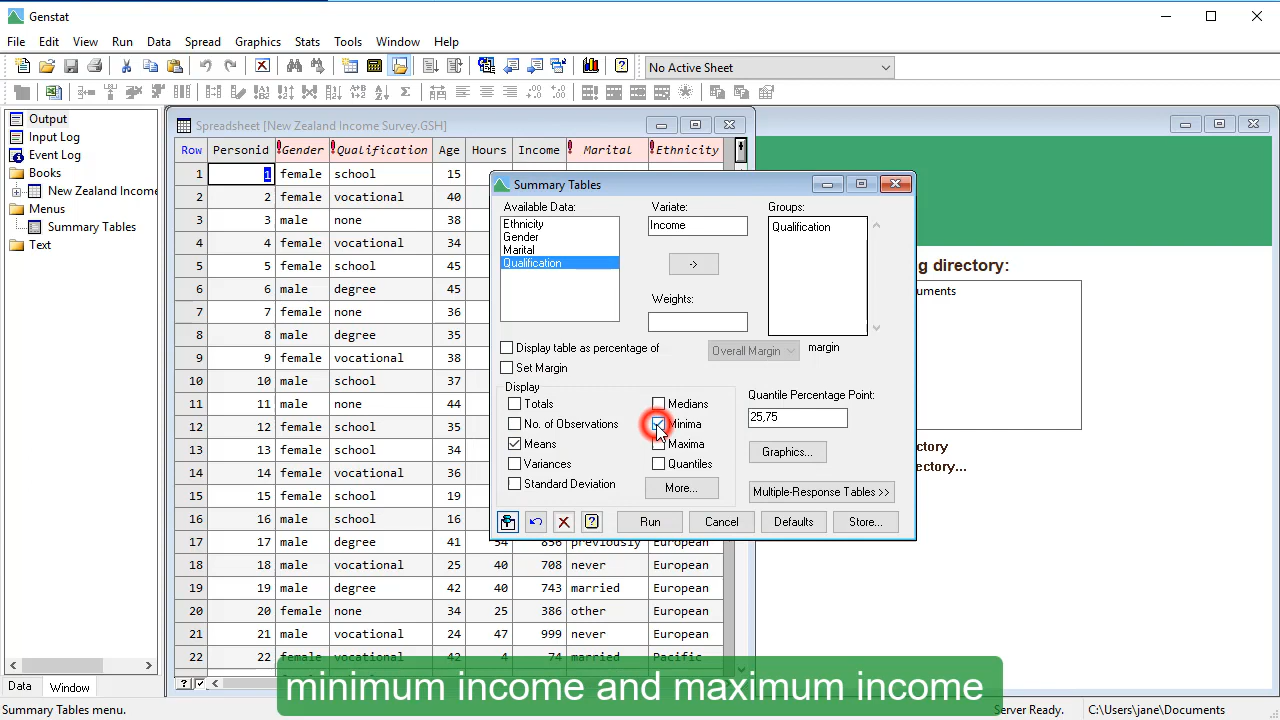 Genstat
File Edit View Run Data Spread Graphics Stats Tools Window Help
No Active Sheet
Output
Input Log
Event Log
Books
New Zealand Income
Menus
Summary Tables
Text
Data Window
Spreadsheet [New Zealand Income Survey.GSH]
Row Personid !Gender !Qualification Age Hours Income ! Marital !Ethnicity
1 1 female school 15
2 2 female vocational 40
3 3 male none 38
4 4 female vocational 34
5 5 female school 45
6 6 male degree 45
7 7 female none 36
8 8 male degree 35
9 9 female vocational 38
10 10 male school 37
11 11 male none 44
12 12 female school 35
13 13 female school 50
14 14 female vocational 36
15 15 female school 19
16 16 male school 16
17 17 male degree 41 54 856 previously European
18 18 male vocational 25 40 708 never European
19 19 male degree 42 40 743 married European
20 20 female none 34 25 386 other European
21 21 male vocational 24 47 999 never European
22 22 female vocational 42 4 74 married Pacific
Summary Tables
Available Data:
Ethnicity
Gender
Marital
Qualification
Variate:
Income
->
Weights:
Groups:
Qualification
Display table as percentage of Overall Margin margin
Set Margin
Display
Totals
No. of Observations
Means
Variances
Standard Deviation
Medians
Minima
Maxima
Quantiles
More...
Quantile Percentage Point:
25,75
Graphics...
Multiple-Response Tables >>
Run Cancel Defaults Store...
g directory:
uments
ctory
ectory...
minimum income and maximum income
Summary Tables menu.
Server Ready.
C:\Users\jane\Documents